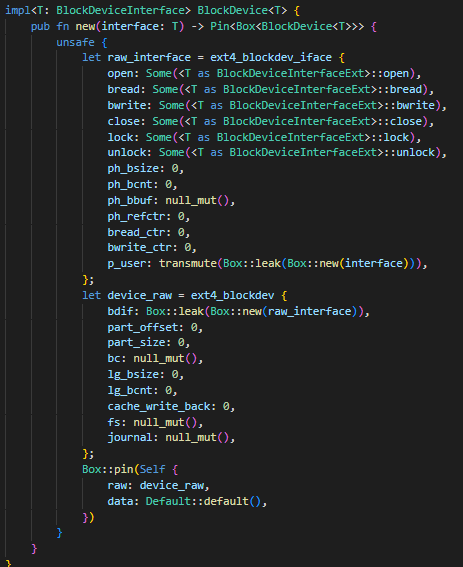 impl<T: BlockDeviceInterface> BlockDevice<T> {
    pub fn new(interface: T) -> Pin<Box<BlockDevice<T>>> {
        unsafe {
            let raw_interface = ext4_blockdev_iface {
                open: Some(<T as BlockDeviceInterfaceExt>::open),
                bread: Some(<T as BlockDeviceInterfaceExt>::bread),
                bwrite: Some(<T as BlockDeviceInterfaceExt>::bwrite),
                close: Some(<T as BlockDeviceInterfaceExt>::close),
                lock: Some(<T as BlockDeviceInterfaceExt>::lock),
                unlock: Some(<T as BlockDeviceInterfaceExt>::unlock),
                ph_bsize: 0,
                ph_bcnt: 0,
                ph_bbuf: null_mut(),
                ph_refctr: 0,
                bread_ctr: 0,
                bwrite_ctr: 0,
                p_user: transmute(Box::leak(Box::new(interface))),
            };
            let device_raw = ext4_blockdev {
                bdif: Box::leak(Box::new(raw_interface)),
                part_offset: 0,
                part_size: 0,
                bc: null_mut(),
                lg_bsize: 0,
                lg_bcnt: 0,
                cache_write_back: 0,
                fs: null_mut(),
                journal: null_mut(),
            };
            Box::pin(Self {
                raw: device_raw,
                data: Default::default(),
            })
        }
    }
}